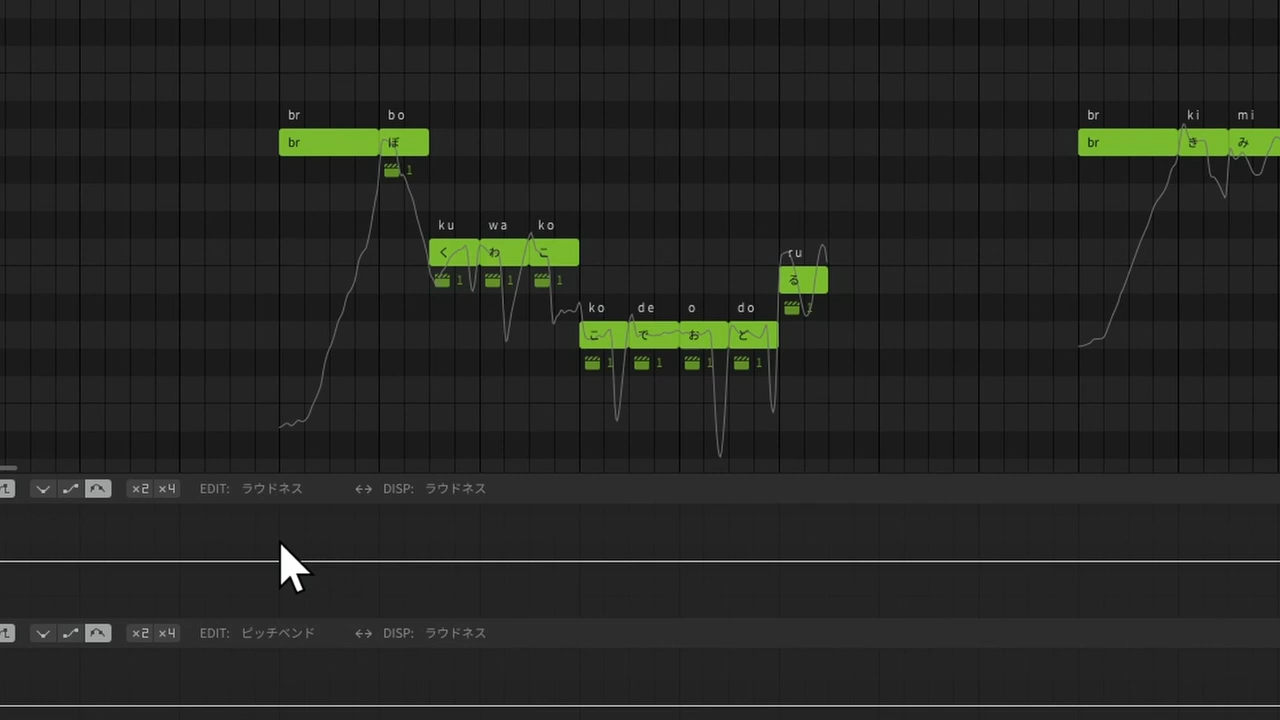 br bo br ki mi
br ぼ br き み
1
ku wa ko
く わ こ ru
1 1 1 る
ko de o do 1
こ で お ど
1 1 1 1
×2 ×4 EDIT: ラウドネス ↔ DISP: ラウドネス
×2 ×4 EDIT: ピッチベンド ↔ DISP: ラウドネス